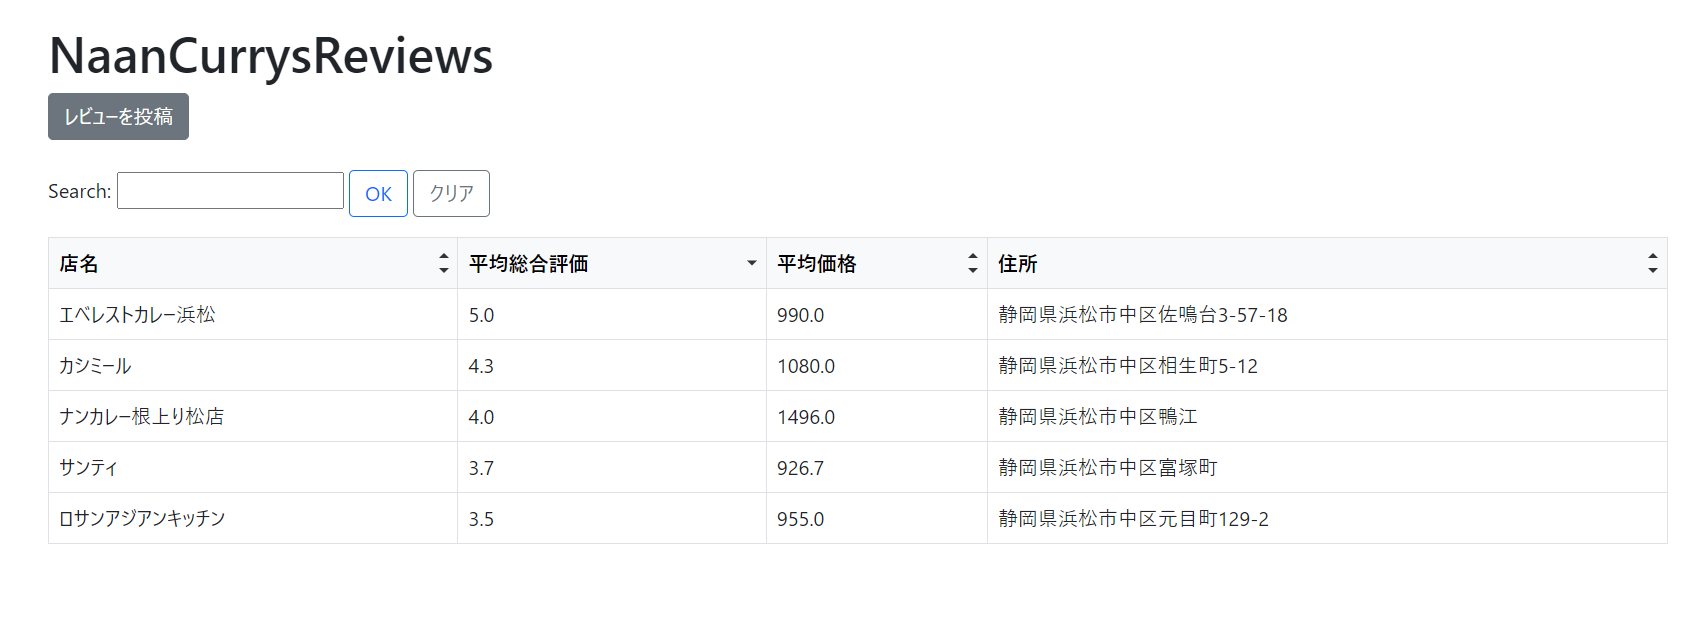 NaanCurrysReviews
レビューを投稿
Search: OK クリア
店名 平均総合評価 平均価格 住所
エベレストカレー浜松 5.0 990.0 静岡県浜松市中区佐鳴台3-57-18
カシミール 4.3 1080.0 静岡県浜松市中区相生町5-12
ナンカレー根上り松店 4.0 1496.0 静岡県浜松市中区鴨江
サンティ 3.7 926.7 静岡県浜松市中区富塚町
ロサンアジアンキッチン 3.5 955.0 静岡県浜松市中区元目町129-2